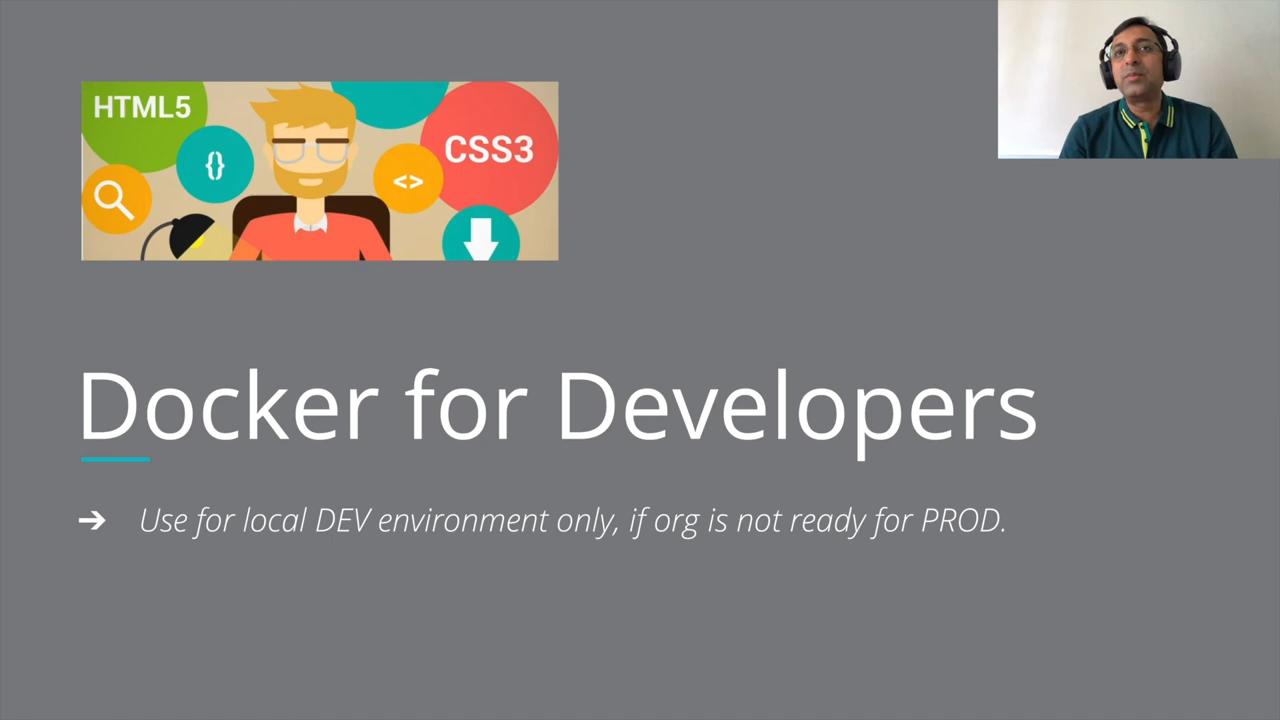 HTML5
{}
CSS3
<>
Docker for Developers
➔ Use for local DEV environment only, if org is not ready for PROD.